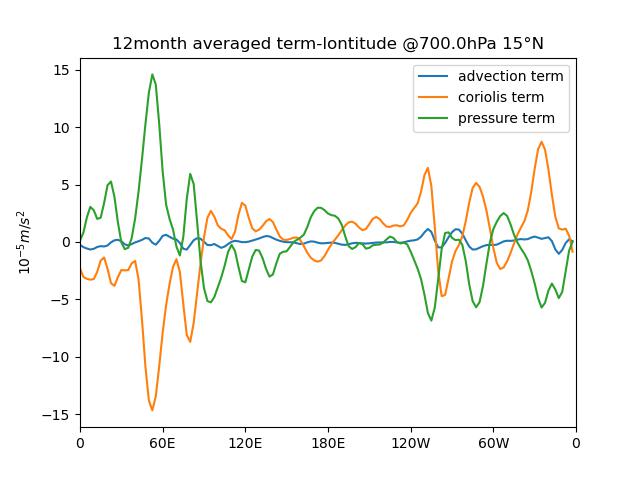 12month averaged term-lontitude @700.0hPa 15°N
advection term
coriolis term
pressure term
15
10
5
0
−5
−10
−15
10⁻⁵m/s²
0 60E 120E 180E 120W 60W 0